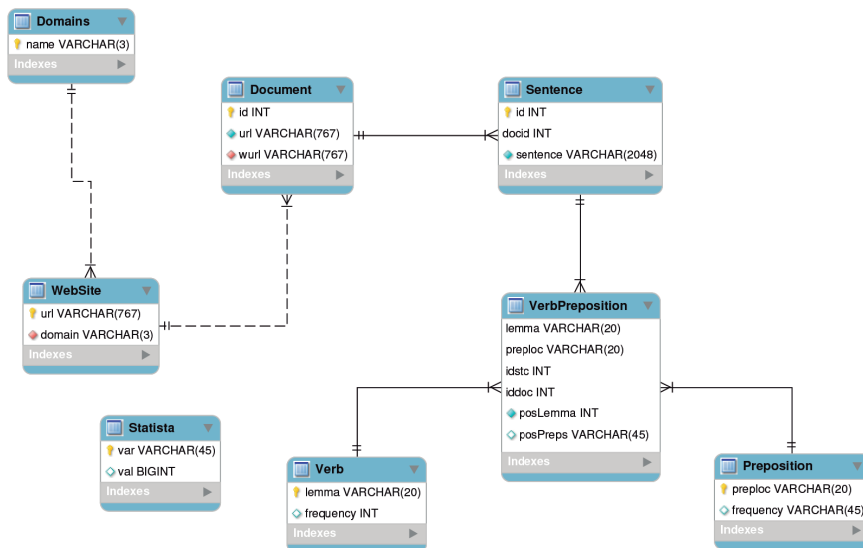 Domains
name VARCHAR(3)
Indexes
Document
id INT
url VARCHAR(767)
wurl VARCHAR(767)
Indexes
Sentence
id INT
docid INT
sentence VARCHAR(2048)
Indexes
WebSite
url VARCHAR(767)
domain VARCHAR(3)
Indexes
VerbPreposition
lemma VARCHAR(20)
preploc VARCHAR(20)
idstc INT
iddoc INT
posLemma INT
posPreps VARCHAR(45)
Indexes
Statista
var VARCHAR(45)
val BIGINT
Indexes
Verb
lemma VARCHAR(20)
frequency INT
Indexes
Preposition
preploc VARCHAR(20)
frequency VARCHAR(45)
Indexes